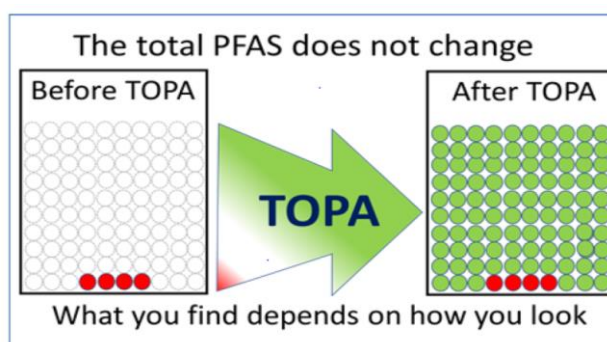 The total PFAS does not change
Before TOPA
After TOPA
TOPA
What you find depends on how you look